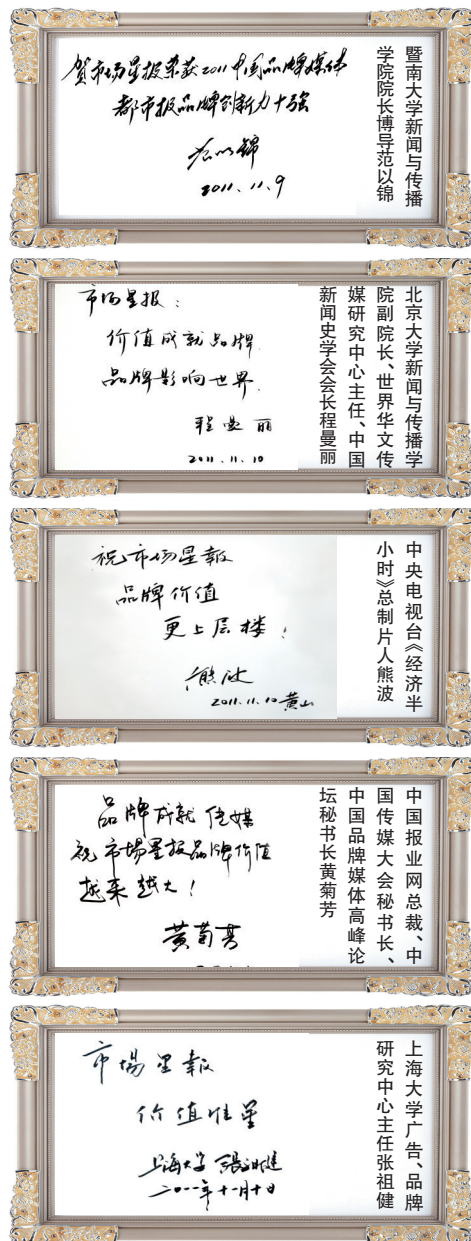 贺市场星报荣获2011中国品牌媒体
都市报品牌创新力十强
范以锦
2011.11.9
暨南大学新闻与传播
学院院长博导范以锦
市场星报：
价值成就品牌
品牌影响世界
程曼丽
2011.11.10
北京大学新闻与传播学
院副院长、世界华文传
媒研究中心主任、中国
新闻史学会会长程曼丽
祝市场星報
品牌价值
更上层楼！
熊波
2011.11.10黄山
中央电视台《经济半
小时》总制片人熊波
品牌成就传媒
祝市场星报品牌价值
越来越大！
黄菊芳
中国报业网总裁、中
国传媒大会秘书长、
中国品牌媒体高峰论
坛秘书长黄菊芳
市場星報
价值恒星
上海大学 張祖健
二〇一一年十一月十日
上海大学广告、品牌
研究中心主任张祖健